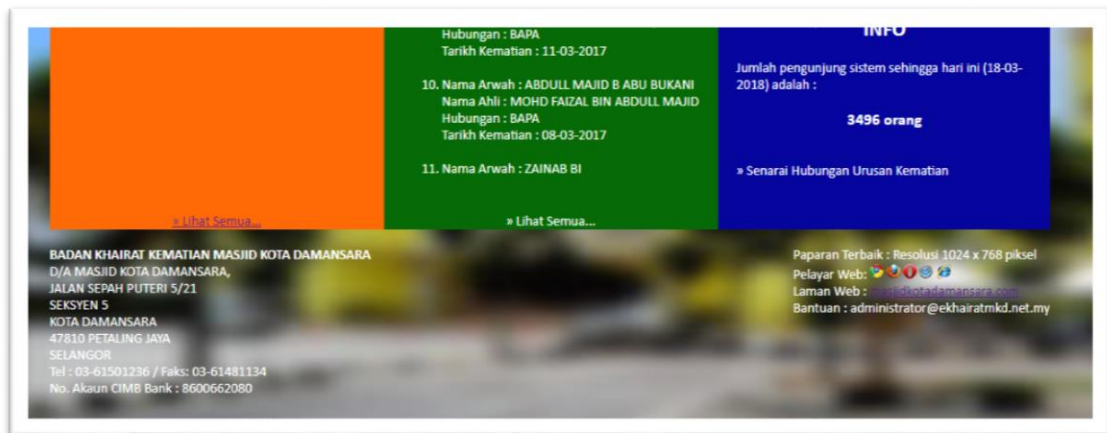 Hubungan : BAPA
Tarikh Kematian : 11-03-2017
10. Nama Arwah : ABDULL MAJID B ABU BUKANI
Nama Ahli : MOHD FAIZAL BIN ABDULL MAJID
Hubungan : BAPA
Tarikh Kematian : 08-03-2017
11. Nama Arwah : ZAINAB BI
» Lihat Semua...
» Lihat Semua...
INFO
Jumlah pengunjung sistem sehingga hari ini (18-03-
2018) adalah :
3496 orang
» Senarai Hubungan Urusan Kematian
BADAN KHAIRAT KEMATIAN MASJID KOTA DAMANSARA
D/A MASJID KOTA DAMANSARA,
JALAN SEPAH PUTERI 5/21
SEKSYEN 5
KOTA DAMANSARA
47810 PETALING JAYA
SELANGOR
Tel : 03-61501236 / Faks: 03-61481134
No. Akaun CIMB Bank : 8600662080
Paparan Terbaik : Resolusi 1024 x 768 piksel
Pelayar Web:
Laman Web : masjidkotadamansara.com
Bantuan : administrator@ekhairatmkd.net.my